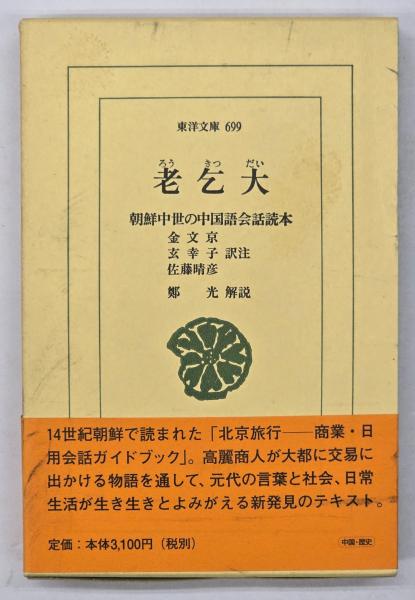 東洋文庫 699
ろう きつ だい
老乞大
朝鮮中世の中国語会話読本
金 文 京
玄 幸 子 訳注
佐藤晴彦
鄭 光 解説
14世紀朝鮮で読まれた「北京旅行――商業・日
用会話ガイドブック」。高麗商人が大都に交易に
出かける物語を通して、元代の言葉と社会、日常
生活が生き生きとよみがえる新発見のテキスト。
定価：本体3,100円（税別）
中国・歴史